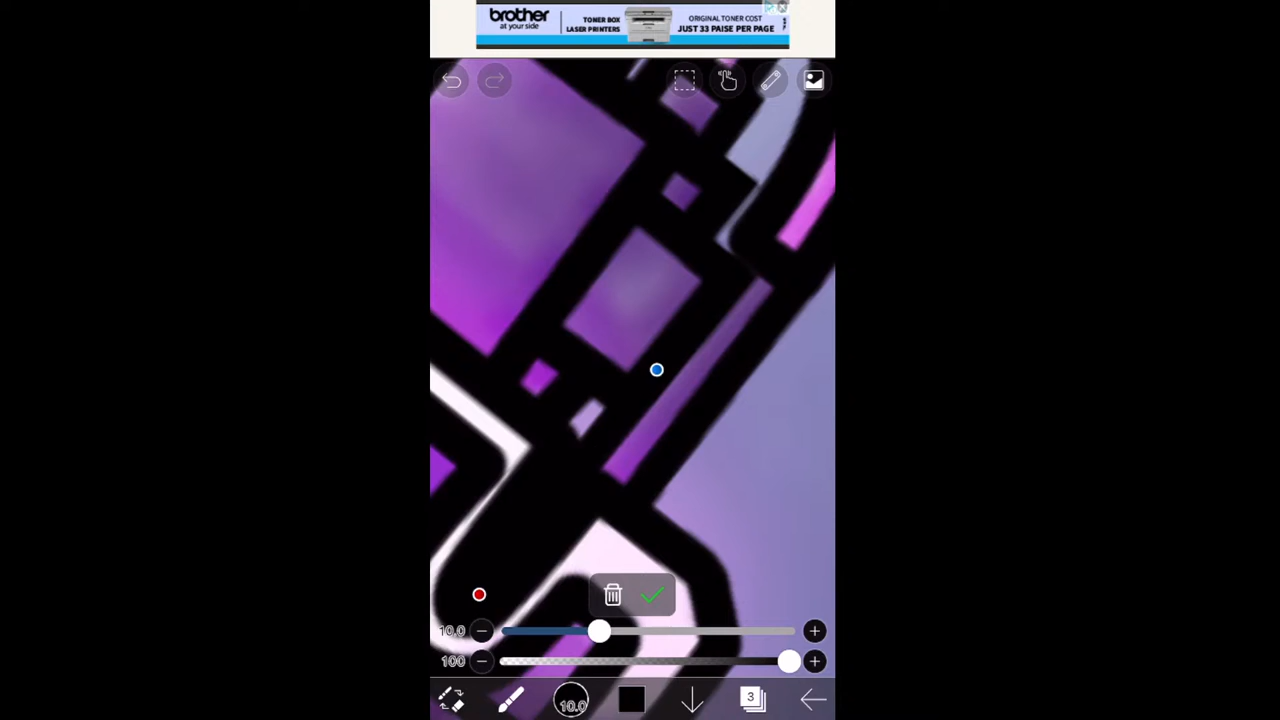 brother
at your side
TONER BOX
LASER PRINTERS
ORIGINAL TONER COST
JUST 33 PAISE PER PAGE
10.0
100
10.0
3